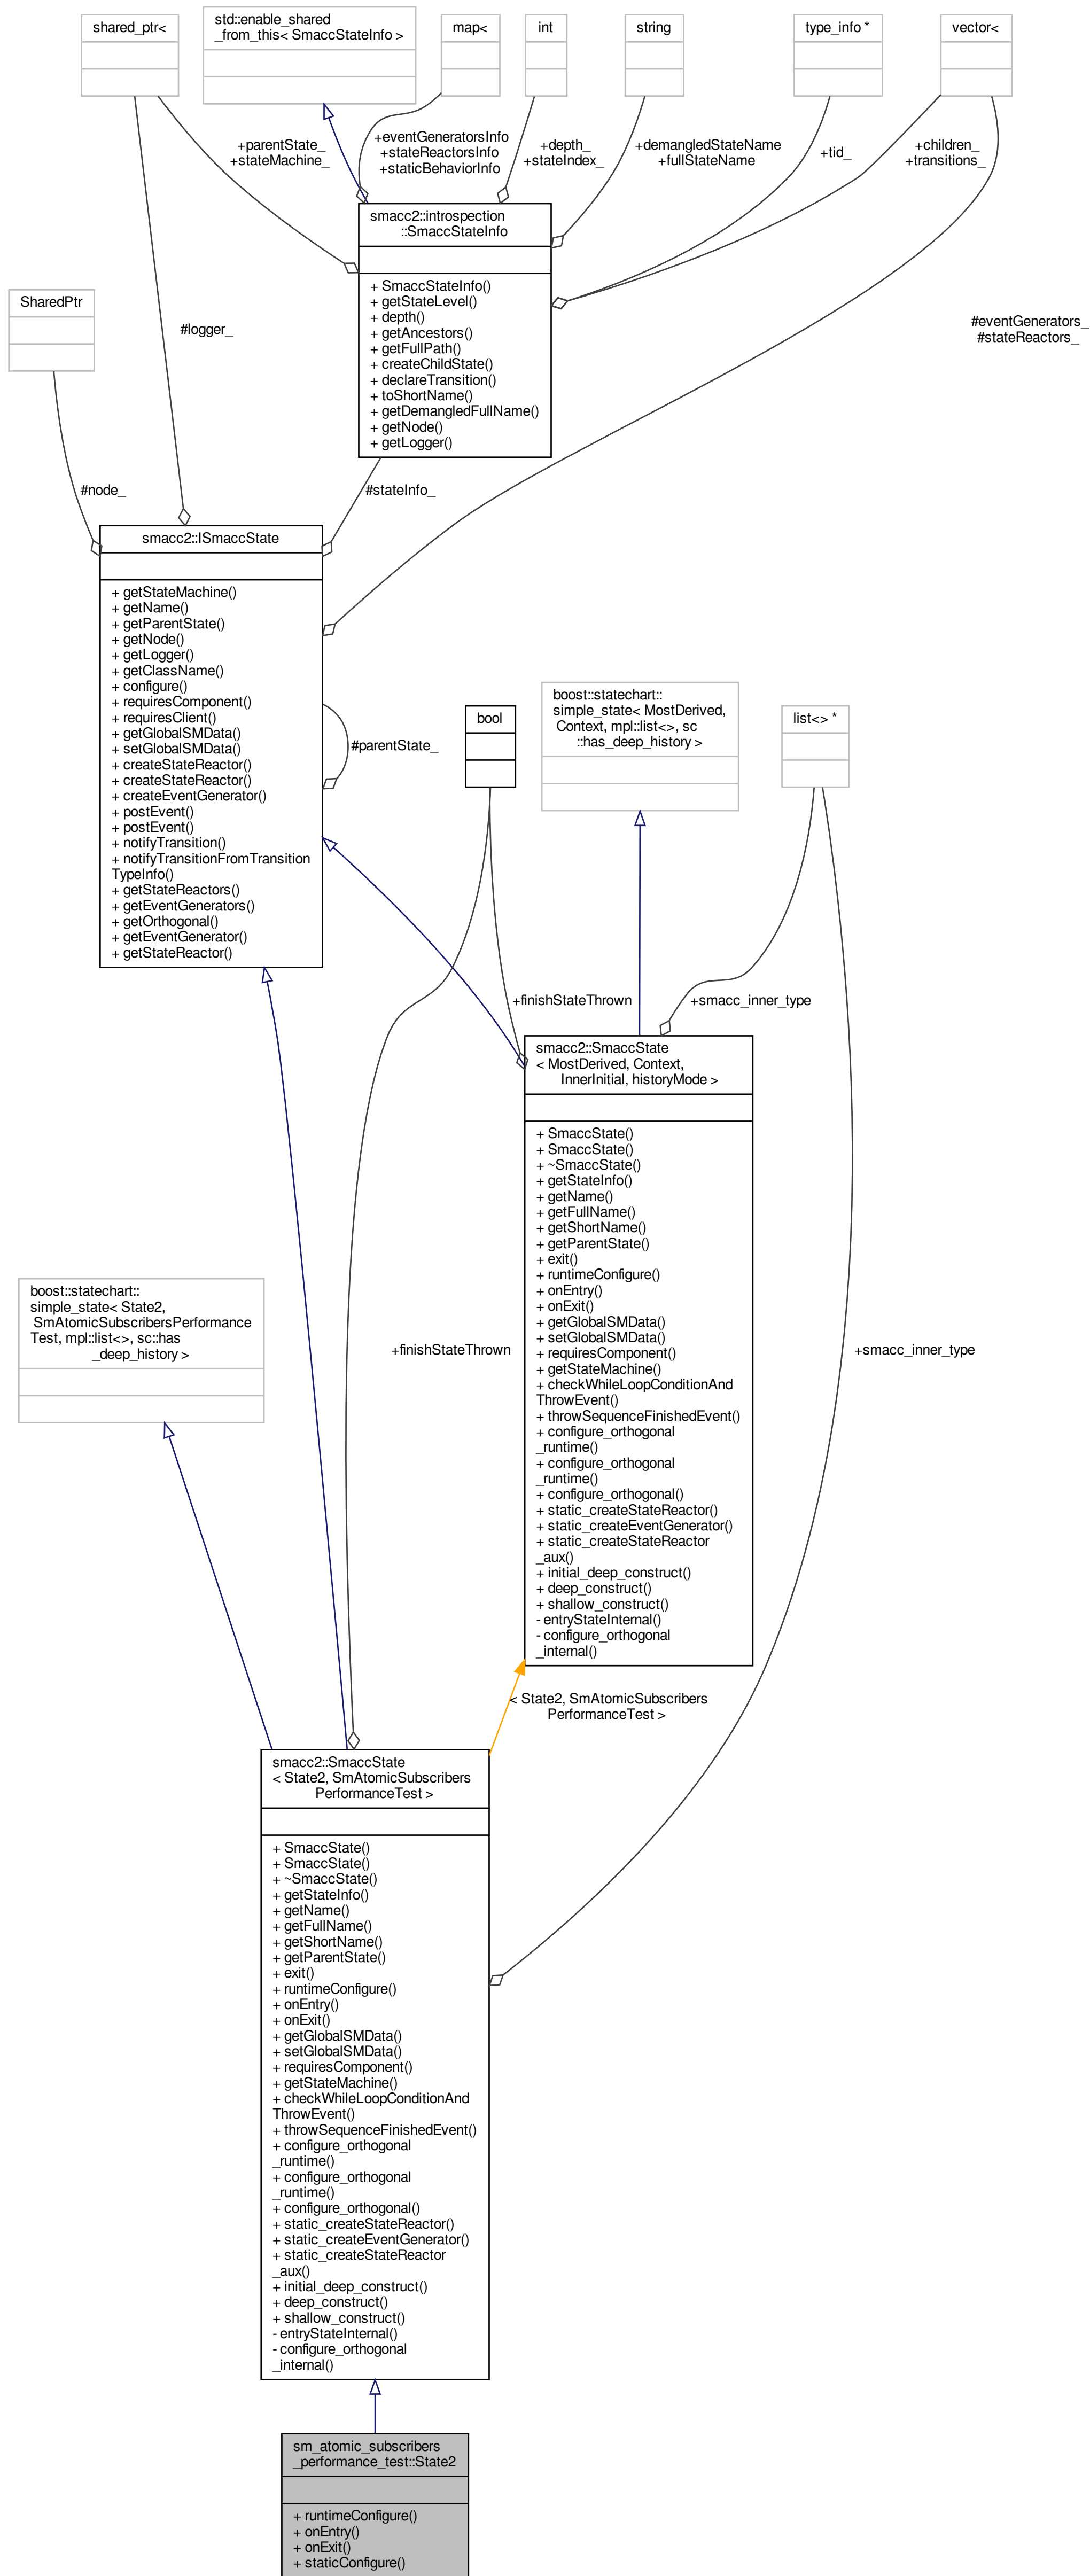 shared_ptr<
std::enable_shared
_from_this< SmaccStateInfo >
map<
int
string
type_info *
vector<
+parentState_
+stateMachine_
+eventGeneratorsInfo
+stateReactorsInfo
+staticBehaviorInfo
+depth_
+stateIndex_
+demangledStateName
+fullStateName
+tid_
+children_
+transitions_
smacc2::introspection
::SmaccStateInfo
+ SmaccStateInfo()
+ getStateLevel()
+ depth()
+ getAncestors()
+ getFullPath()
+ createChildState()
+ declareTransition()
+ toShortName()
+ getDemangledFullName()
+ getNode()
+ getLogger()
SharedPtr
#logger_
#eventGenerators_
#stateReactors_
#node_
#stateInfo_
smacc2::ISmaccState
+ getStateMachine()
+ getName()
+ getParentState()
+ getNode()
+ getLogger()
+ getClassName()
+ configure()
+ requiresComponent()
+ requiresClient()
+ getGlobalSMData()
+ setGlobalSMData()
+ createStateReactor()
+ createStateReactor()
+ createEventGenerator()
+ postEvent()
+ postEvent()
+ notifyTransition()
+ notifyTransitionFromTransition
TypeInfo()
+ getStateReactors()
+ getEventGenerators()
+ getOrthogonal()
+ getEventGenerator()
+ getStateReactor()
#parentState_
bool
boost::statechart::
simple_state< MostDerived,
Context, mpl::list<>, sc
::has_deep_history >
list<> *
+finishStateThrown
+smacc_inner_type
smacc2::SmaccState
< MostDerived, Context,
InnerInitial, historyMode >
+ SmaccState()
+ SmaccState()
+ ~SmaccState()
+ getStateInfo()
+ getName()
+ getFullName()
+ getShortName()
+ getParentState()
+ exit()
+ runtimeConfigure()
+ onEntry()
+ onExit()
+ getGlobalSMData()
+ setGlobalSMData()
+ requiresComponent()
+ getStateMachine()
+ checkWhileLoopConditionAnd
ThrowEvent()
+ throwSequenceFinishedEvent()
+ configure_orthogonal
_runtime()
+ configure_orthogonal
_runtime()
+ configure_orthogonal()
+ static_createStateReactor()
+ static_createEventGenerator()
+ static_createStateReactor
_aux()
+ initial_deep_construct()
+ deep_construct()
+ shallow_construct()
- entryStateInternal()
- configure_orthogonal
_internal()
boost::statechart::
simple_state< State2,
SmAtomicSubscribersPerformance
Test, mpl::list<>, sc::has
_deep_history >
+finishStateThrown
+smacc_inner_type
< State2, SmAtomicSubscribers
PerformanceTest >
smacc2::SmaccState
< State2, SmAtomicSubscribers
PerformanceTest >
+ SmaccState()
+ SmaccState()
+ ~SmaccState()
+ getStateInfo()
+ getName()
+ getFullName()
+ getShortName()
+ getParentState()
+ exit()
+ runtimeConfigure()
+ onEntry()
+ onExit()
+ getGlobalSMData()
+ setGlobalSMData()
+ requiresComponent()
+ getStateMachine()
+ checkWhileLoopConditionAnd
ThrowEvent()
+ throwSequenceFinishedEvent()
+ configure_orthogonal
_runtime()
+ configure_orthogonal
_runtime()
+ configure_orthogonal()
+ static_createStateReactor()
+ static_createEventGenerator()
+ static_createStateReactor
_aux()
+ initial_deep_construct()
+ deep_construct()
+ shallow_construct()
- entryStateInternal()
- configure_orthogonal
_internal()
sm_atomic_subscribers
_performance_test::State2
+ runtimeConfigure()
+ onEntry()
+ onExit()
+ staticConfigure()